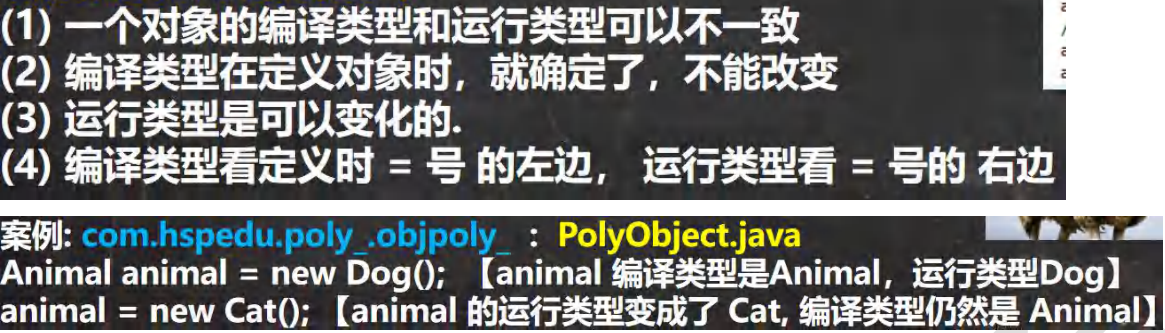 (1) 一个对象的编译类型和运行类型可以不一致
(2) 编译类型在定义对象时，就确定了，不能改变
(3) 运行类型是可以变化的.
(4) 编译类型看定义时 = 号 的左边， 运行类型看 = 号的 右边
案例: com.hspedu.poly_.objpoly_ : PolyObject.java
Animal animal = new Dog(); 【animal 编译类型是Animal，运行类型Dog】
animal = new Cat(); 【animal 的运行类型变成了 Cat, 编译类型仍然是 Animal】